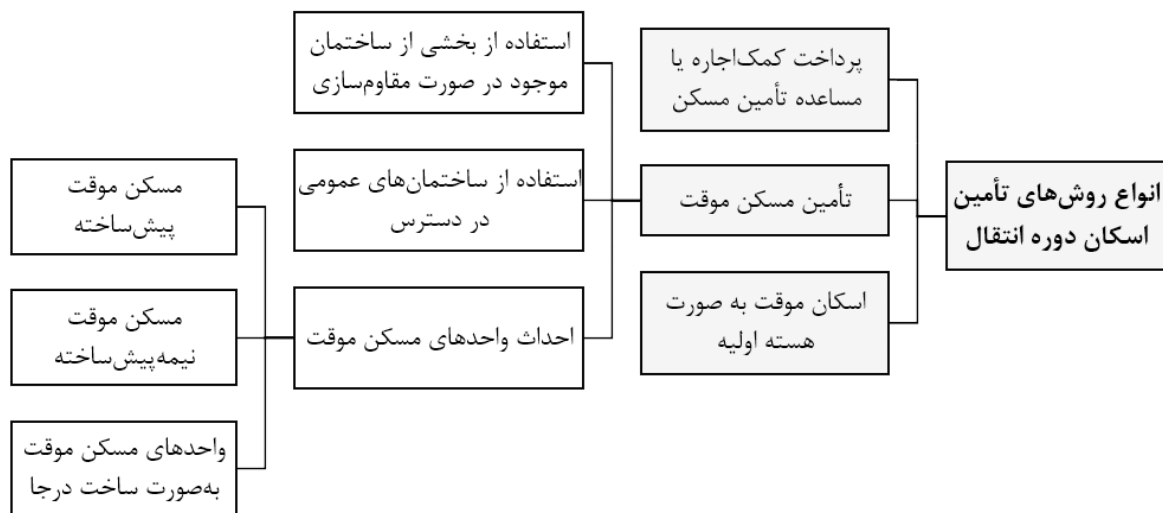 انواع روش‌های تأمین
اسکان دوره انتقال
پرداخت کمک‌اجاره یا
مساعده تأمین مسکن
تأمین مسکن موقت
اسکان موقت به صورت
هسته اولیه
استفاده از بخشی از ساختمان
موجود در صورت مقاوم‌سازی
استفاده از ساختمان‌های عمومی
در دسترس
احداث واحدهای مسکن موقت
مسکن موقت
پیش‌ساخته
مسکن موقت
نیمه‌پیش‌ساخته
واحدهای مسکن موقت
به‌صورت ساخت درجا